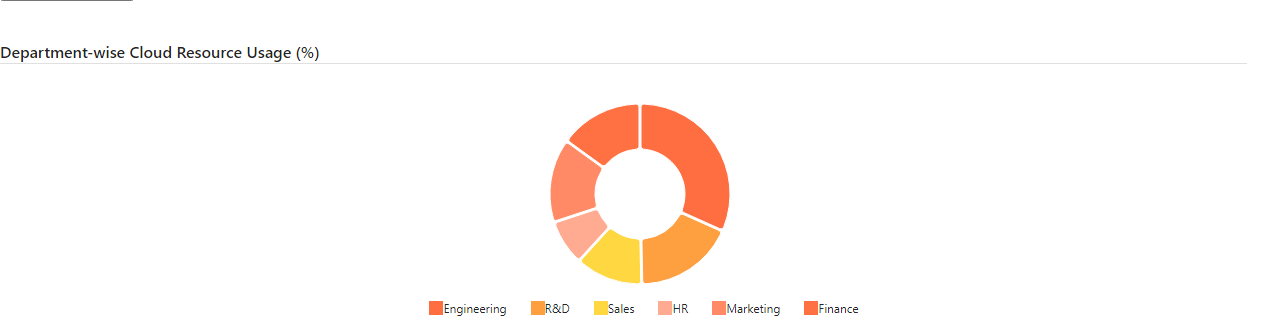 Department-wise Cloud Resource Usage (%)
Engineering R&D Sales HR Marketing Finance